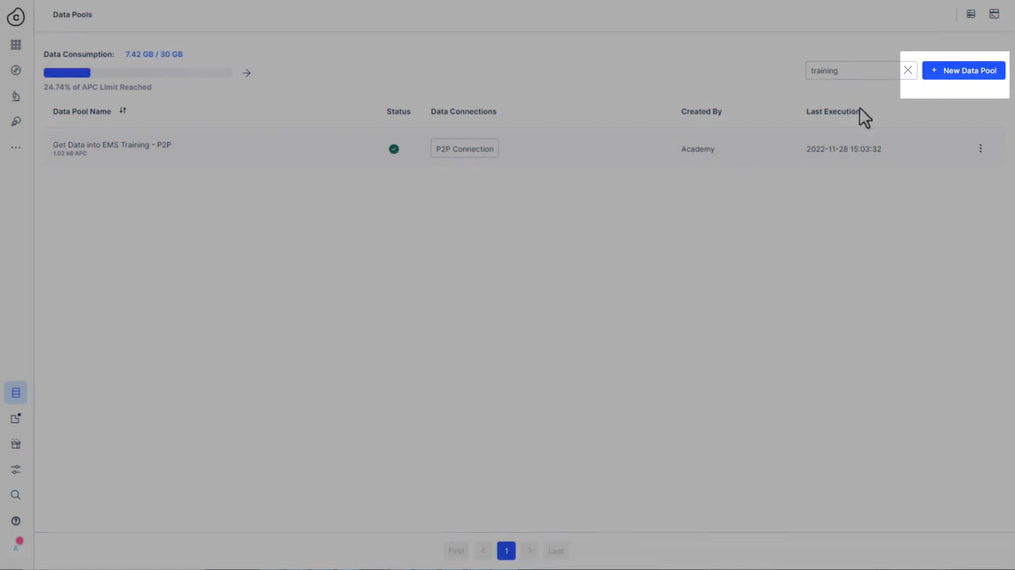 C
Data Pools
Data Consumption: 7.42 GB / 30 GB
24.74% of APC Limit Reached
training
+ New Data Pool
Data Pool Name Status Data Connections Created By Last Execution
Get Data into EMS Training – P2P P2P Connection Academy 2022-11-28 15:03:32
1.02 kB APC
A
First 1 Last